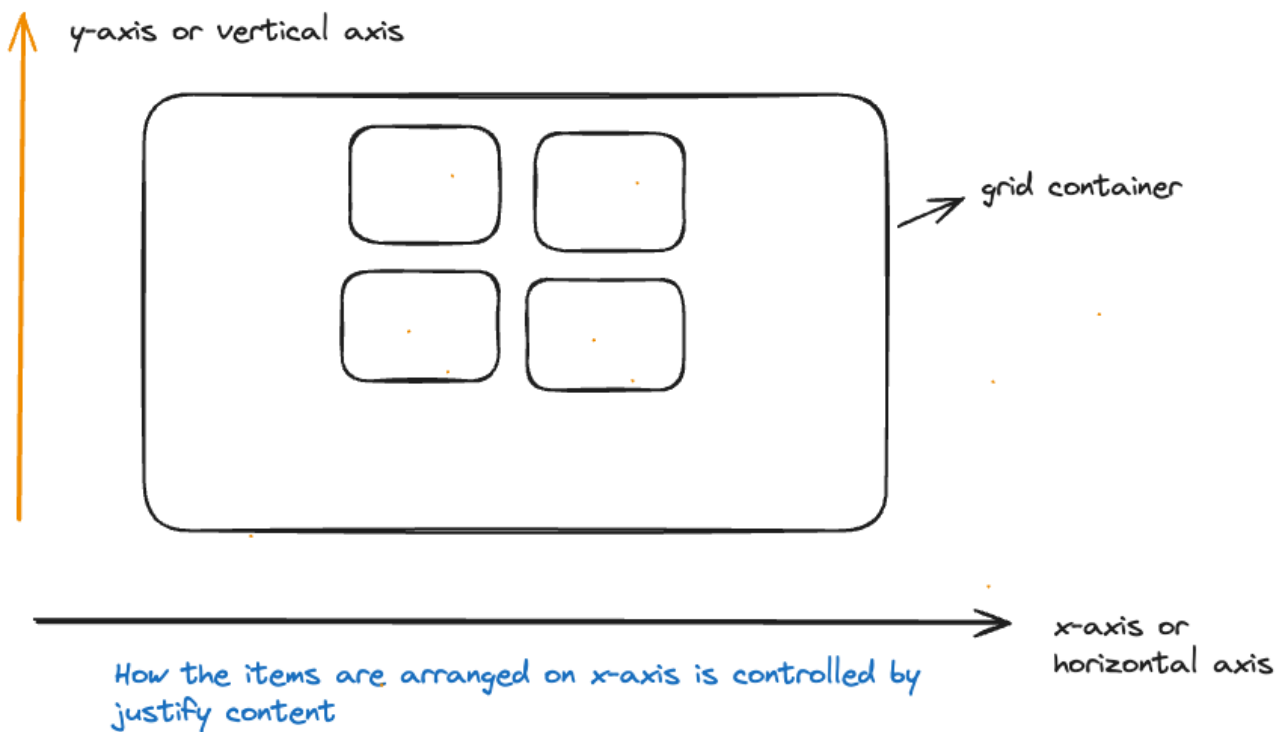 y-axis or vertical axis
grid container
x-axis or
horizontal axis
How the items are arranged on x-axis is controlled by
justify content